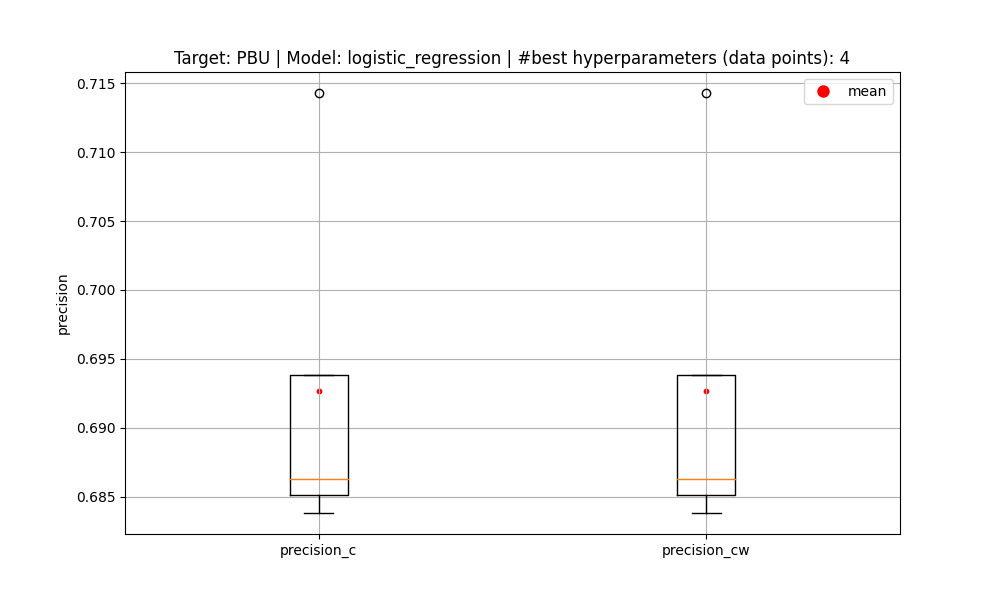 Target: PBU | Model: logistic_regression | #best hyperparameters (data points): 4
mean
0.715
0.710
0.705
0.700
0.695
0.690
0.685
precision
precision_c
precision_cw